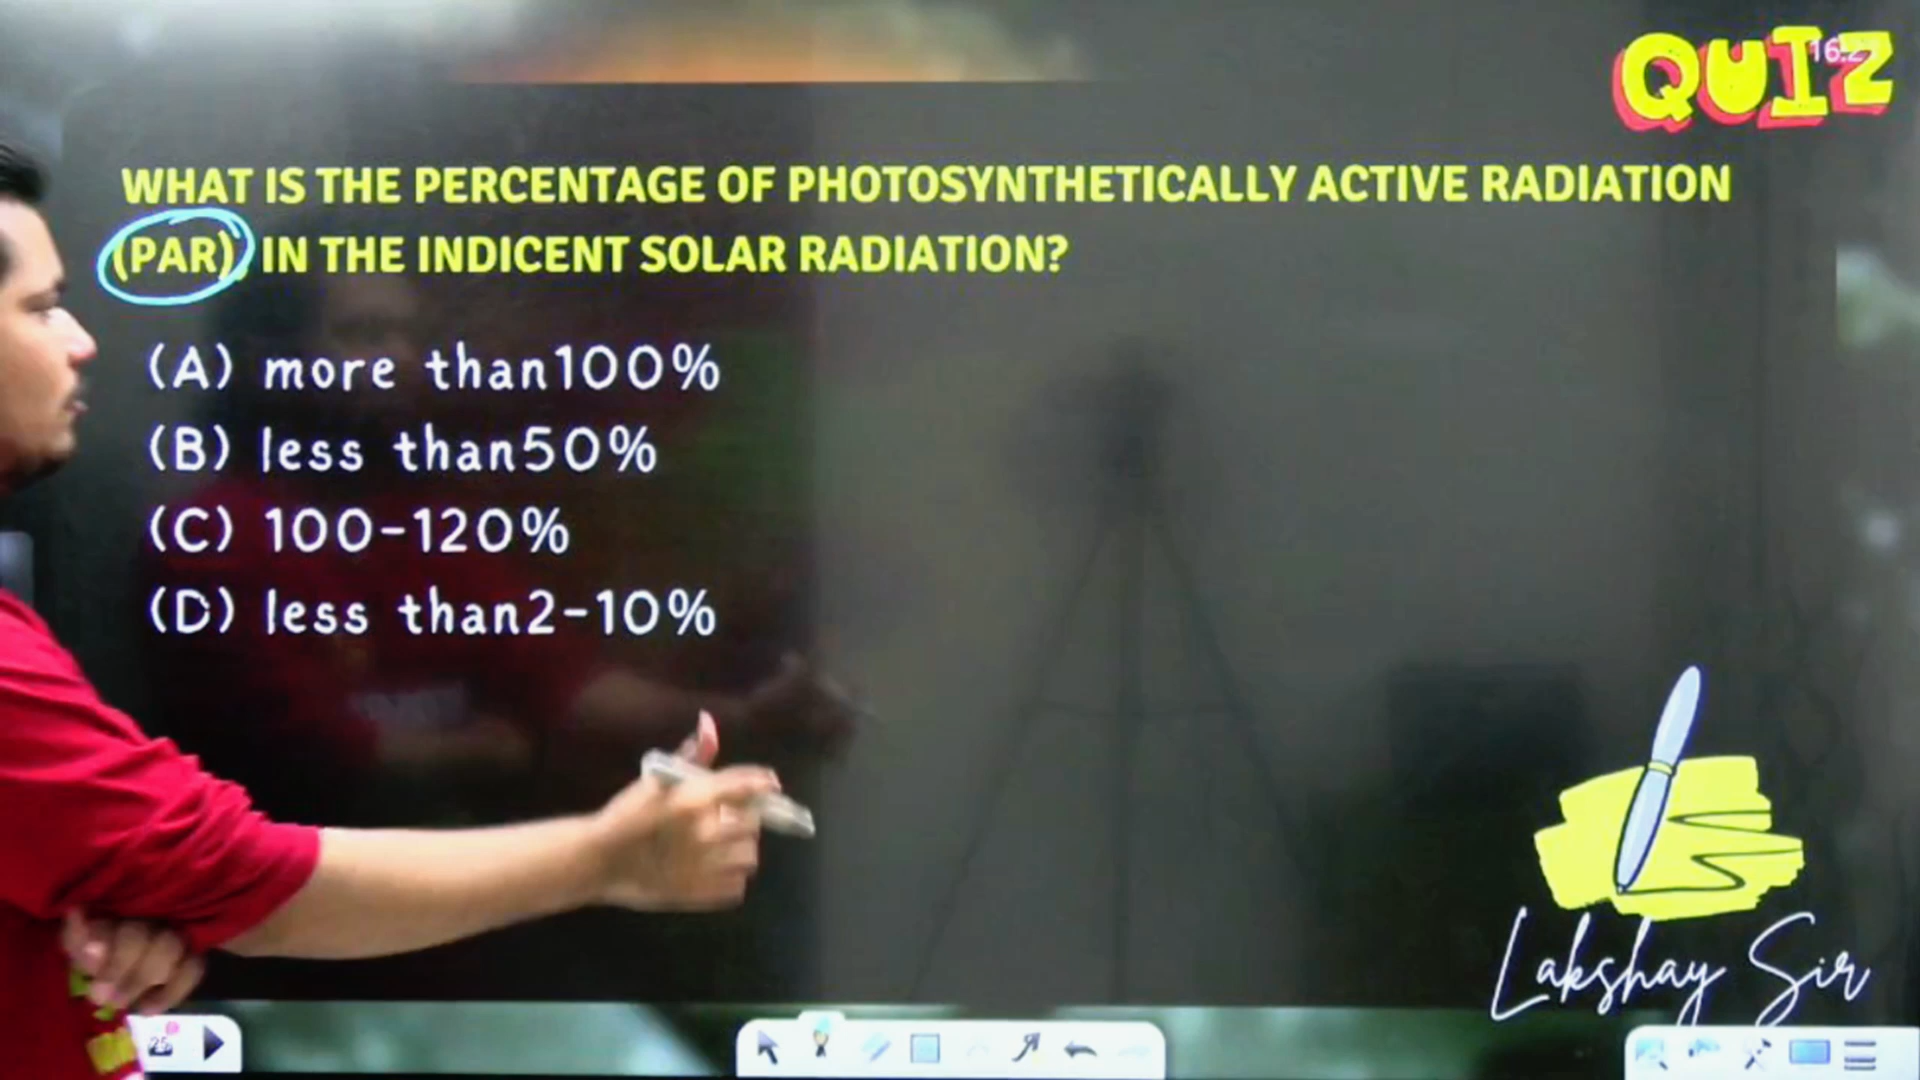 QUIZ
WHAT IS THE PERCENTAGE OF PHOTOSYNTHETICALLY ACTIVE RADIATION
(PAR), IN THE INDICENT SOLAR RADIATION?
(A) more than100%
(B) less than50%
(C) 100-120%
(D) less than2-10%
Lakshay Sir
25